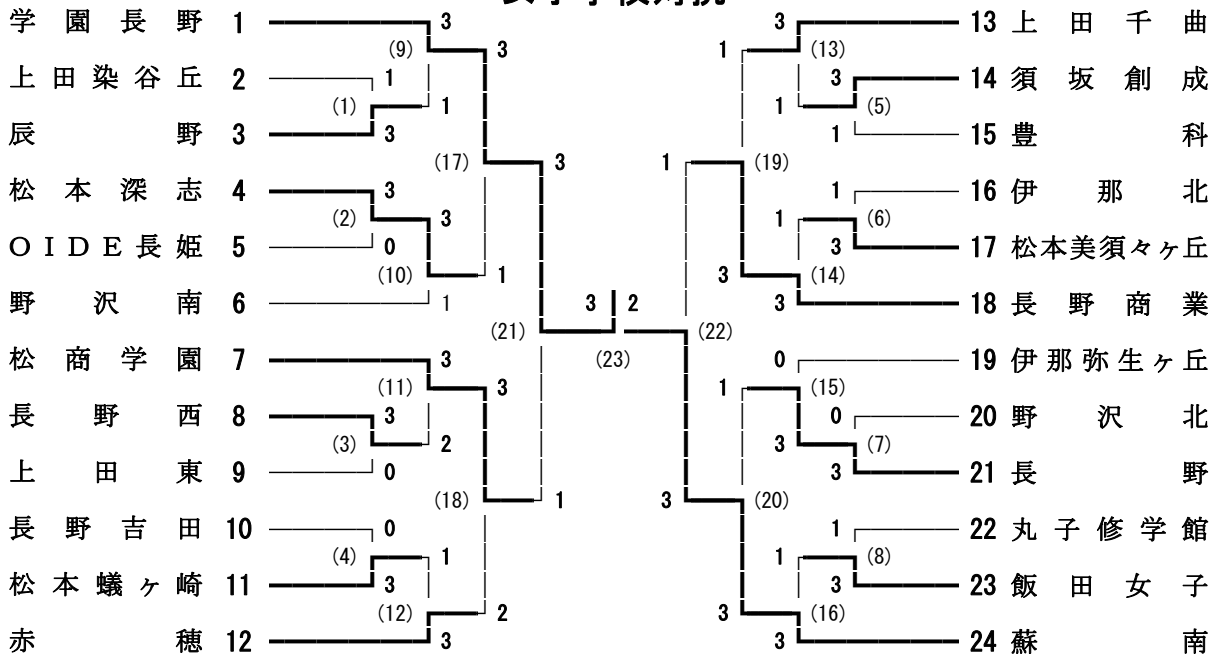 学園長野 1 3 3 13 上田千曲
(9) 3 1 (13)
上田染谷丘 2 1 3 14 須坂創成
(1) 1 1 (5)
辰野 3 3 1 15 豊科
(17) 3 1 (19)
松本深志 4 3 1 16 伊那北
(2) 3 1 (6)
OIDE長姫 5 0 3 17 松本美須々ヶ丘
(10) 1 3 (14)
野沢南 6 1 3 2 3 18 長野商業
(21) (23) (22)
松商学園 7 3 0 19 伊那弥生ヶ丘
(11) 3 1 (15)
長野西 8 3 0 20 野沢北
(3) 2 3 (7)
上田東 9 0 3 21 長野
(18) 1 3 (20)
長野吉田 10 0 1 22 丸子修学館
(4) 1 1 (8)
松本蟻ヶ崎 11 3 3 23 飯田女子
(12) 2 3 (16)
赤穂 12 3 3 24 蘇南